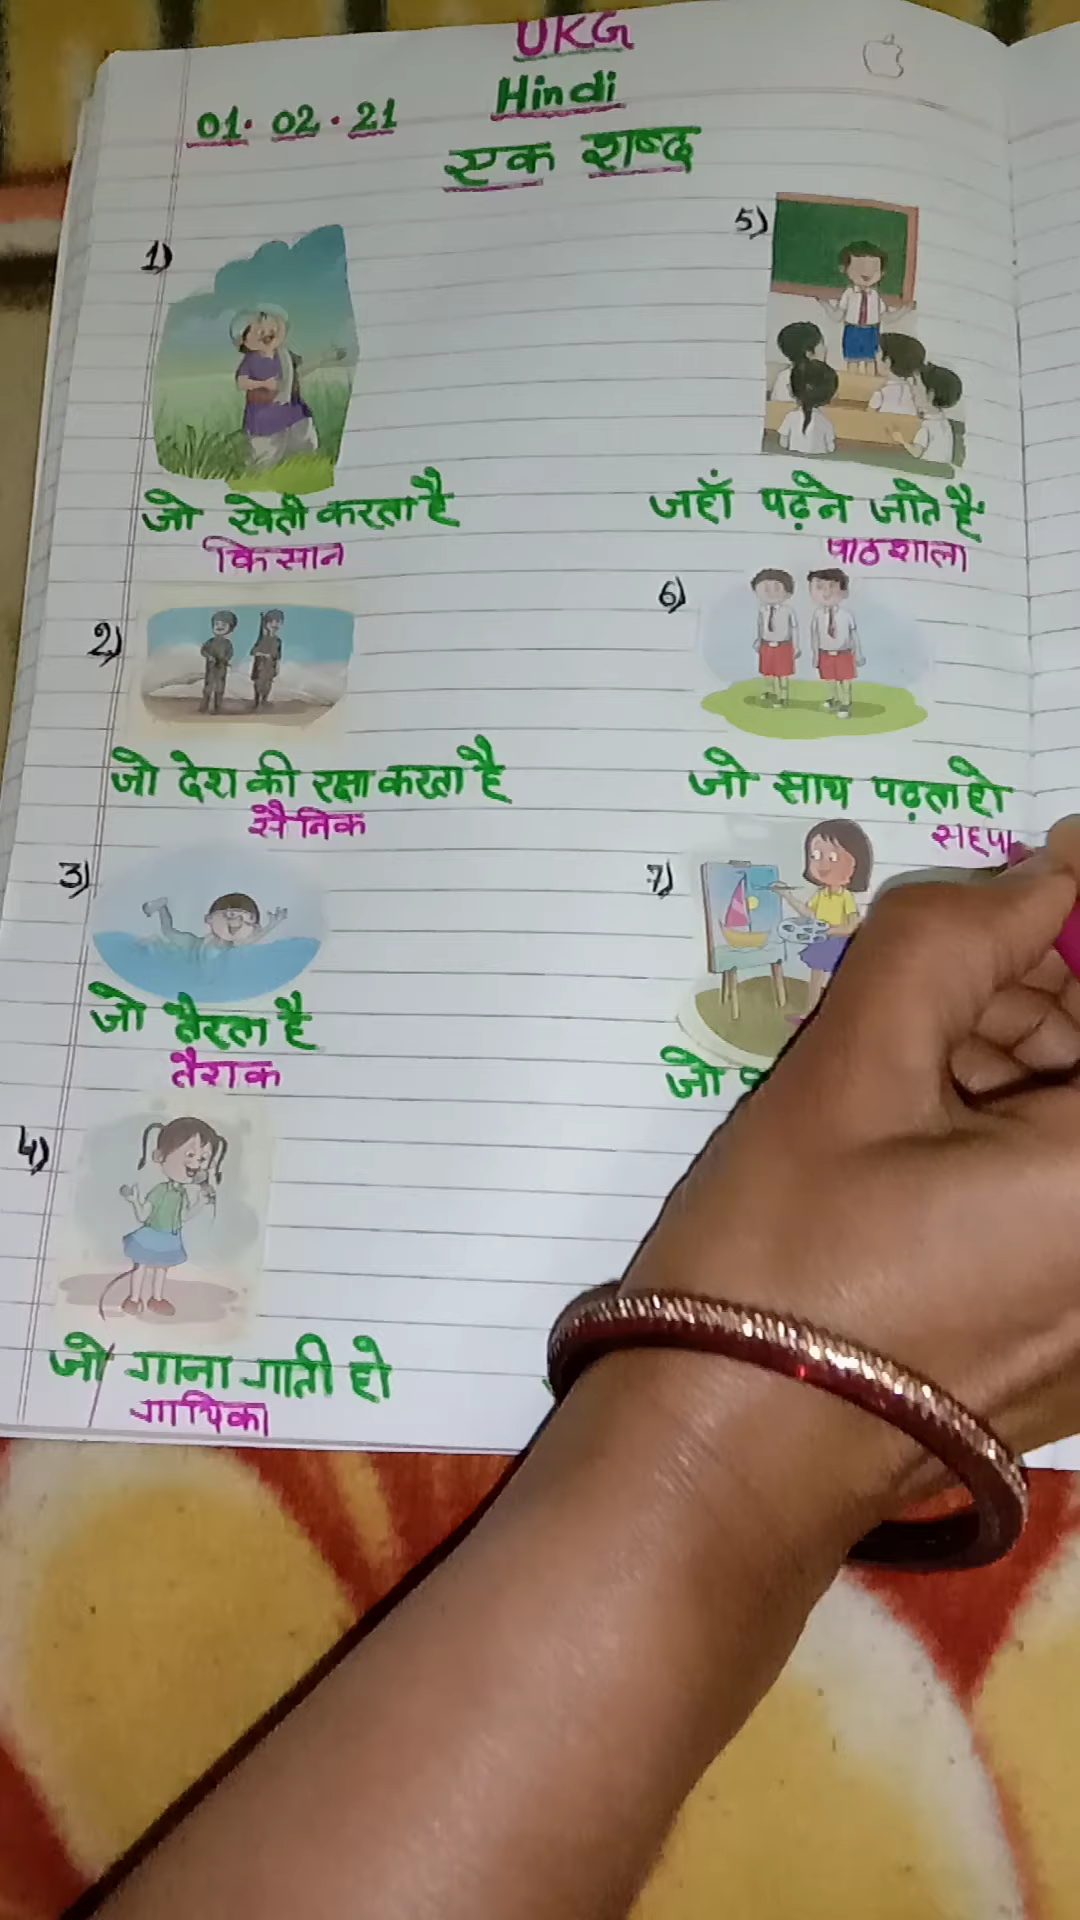 UKG
Hindi
01.02.21
एक शब्द
1)
जो खेती करता है
किसान
2)
जो देश की रक्षा करता है
सैनिक
3)
जो तैरता है
तैराक
4)
जो गाना गाती हो
गायिका
5)
जहाँ पढ़ने जाते हैं
पाठशाला
6)
जो साथ पढ़ता हो
सहपा
7)
जो